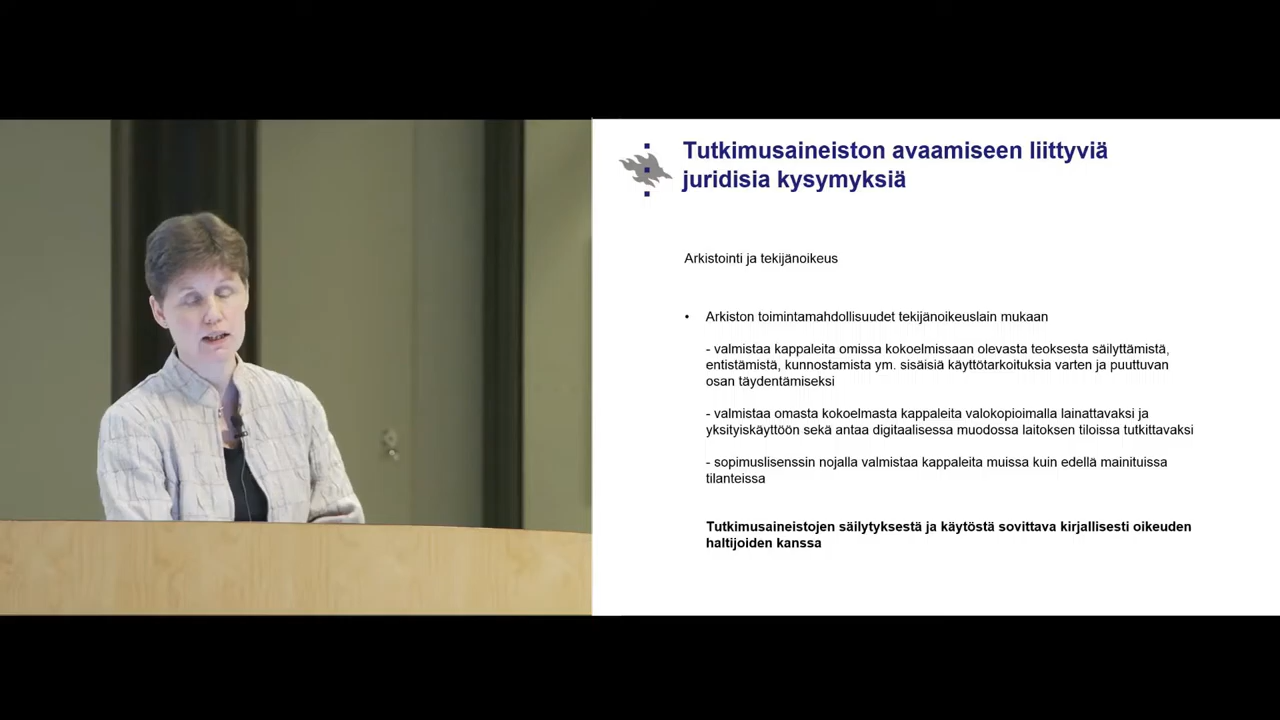 Tutkimusaineiston avaamiseen liittyviä
juridisia kysymyksiä
Arkistointi ja tekijänoikeus
• Arkiston toimintamahdollisuudet tekijänoikeuslain mukaan
- valmistaa kappaleita omissa kokoelmissaan olevasta teoksesta säilyttämistä,
entistämistä, kunnostamista ym. sisäisiä käyttötarkoituksia varten ja puuttuvan
osan täydentämiseksi
- valmistaa omasta kokoelmasta kappaleita valokopioimalla lainattavaksi ja
yksityiskäyttöön sekä antaa digitaalisessa muodossa laitoksen tiloissa tutkittavaksi
- sopimuslisenssin nojalla valmistaa kappaleita muissa kuin edellä mainituissa
tilanteissa
Tutkimusaineistojen säilytyksestä ja käytöstä sovittava kirjallisesti oikeuden
haltijoiden kanssa